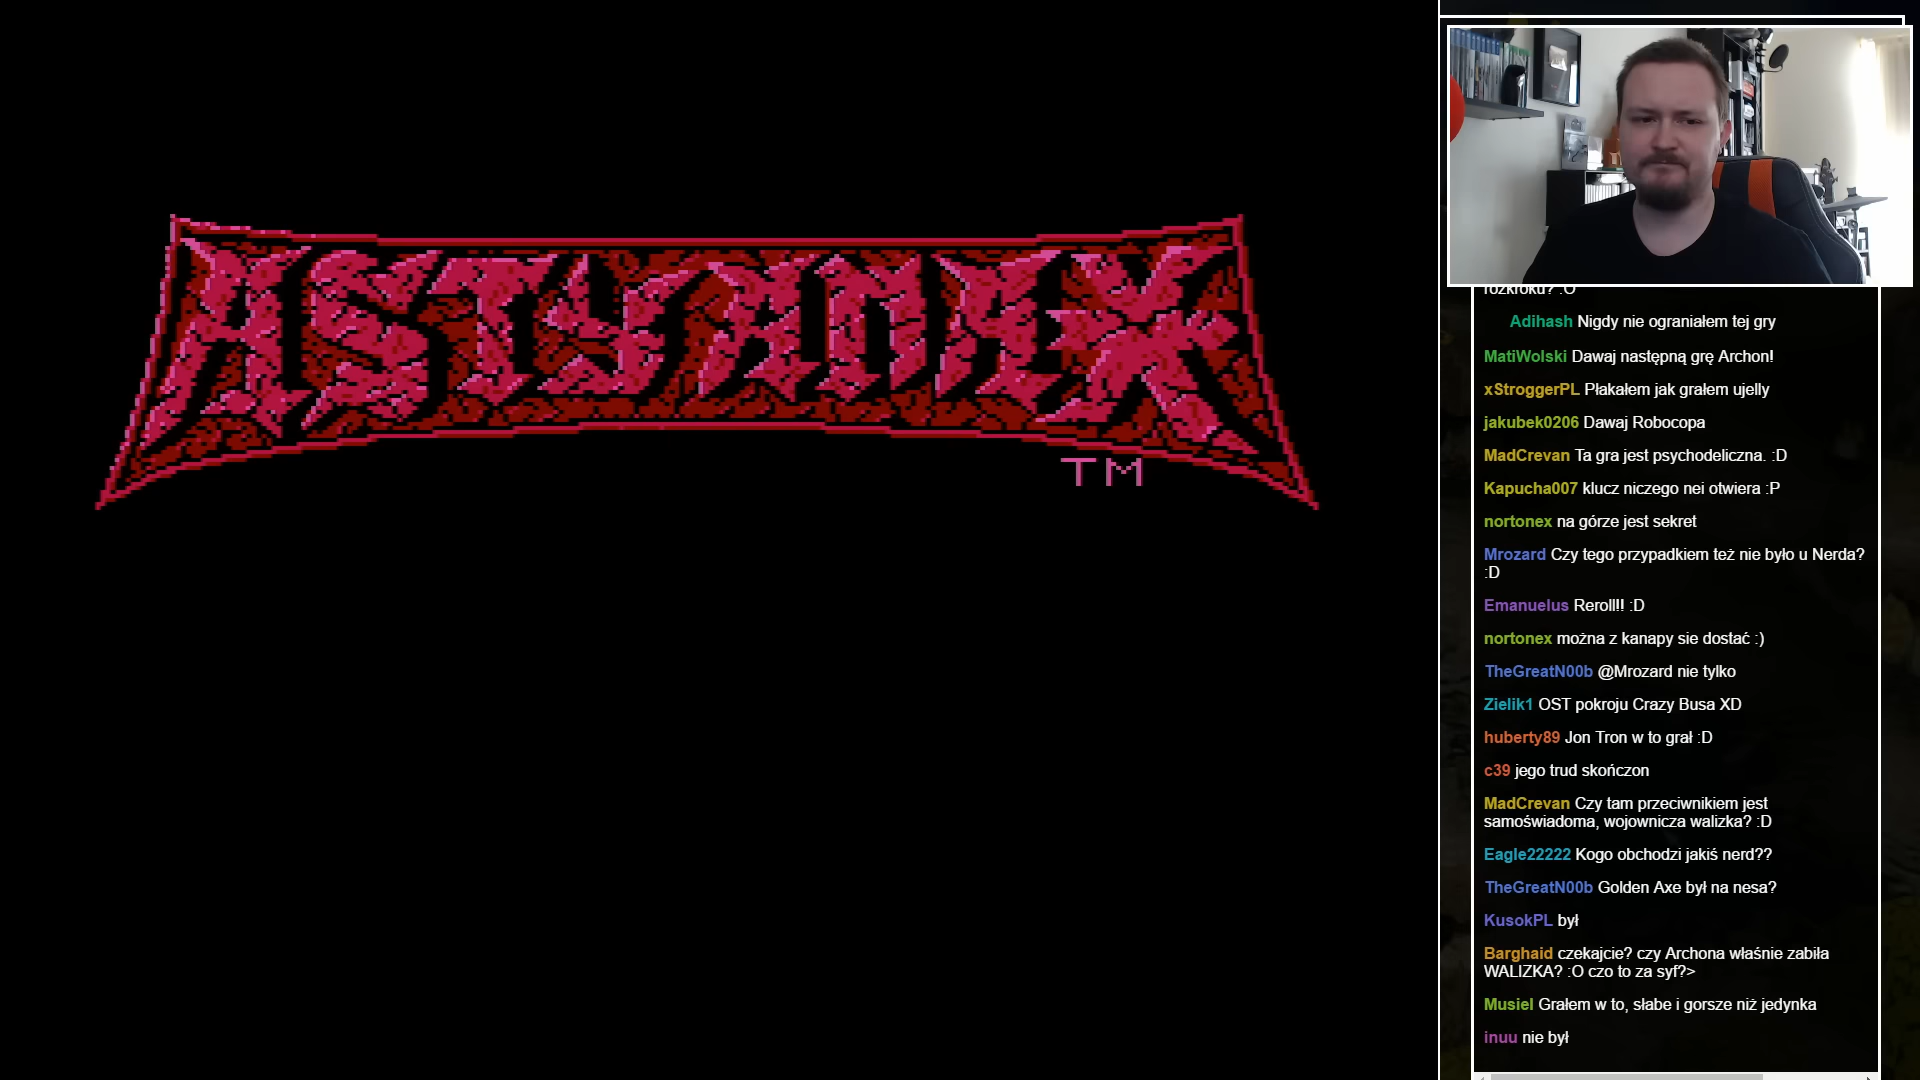 ASTYANAX
TM
rozkroku? :O
Adihash Nigdy nie ograniałem tej gry
MatiWolski Dawaj następną grę Archon!
xStroggerPL Płakałem jak grałem ujelly
jakubek0206 Dawaj Robocopa
MadCrevan Ta gra jest psychodeliczna. :D
Kapucha007 klucz niczego nei otwiera :P
nortonex na górze jest sekret
Mrozard Czy tego przypadkiem też nie było u Nerda?
:D
Emanuelus Reroll!! :D
nortonex można z kanapy sie dostać :)
TheGreatN00b @Mrozard nie tylko
Zielik1 OST pokroju Crazy Busa XD
huberty89 Jon Tron w to grał :D
c39 jego trud skończon
MadCrevan Czy tam przeciwnikiem jest
samoświadoma, wojownicza walizka? :D
Eagle22222 Kogo obchodzi jakiś nerd??
TheGreatN00b Golden Axe był na nesa?
KusokPL był
Barghaid czekajcie? czy Archona właśnie zabiła
WALIZKA? :O czo to za syf?>
Musiel Grałem w to, słabe i gorsze niż jedynka
inuu nie był